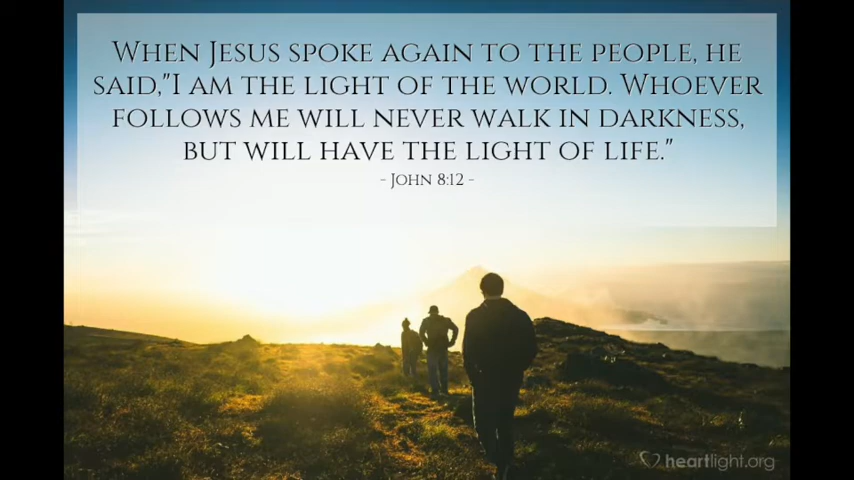 When Jesus spoke again to the people, he
said,"I am the light of the world. Whoever
follows me will never walk in darkness,
but will have the light of life."
- John 8:12 -
heartlight.org